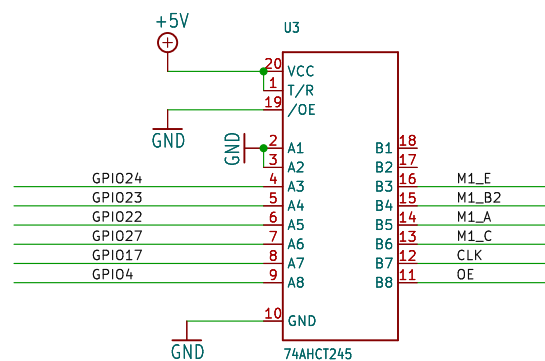 +5V
U3
20 VCC
1 T/R
19 /OE
GND
GND
2 A1 B1 18
3 A2 B2 17
GPIO24 4 A3 B3 16 M1_E
GPIO23 5 A4 B4 15 M1_B2
GPIO22 6 A5 B5 14 M1_A
GPIO27 7 A6 B6 13 M1_C
GPIO17 8 A7 B7 12 CLK
GPIO4 9 A8 B8 11 OE
10 GND
GND
74AHCT245